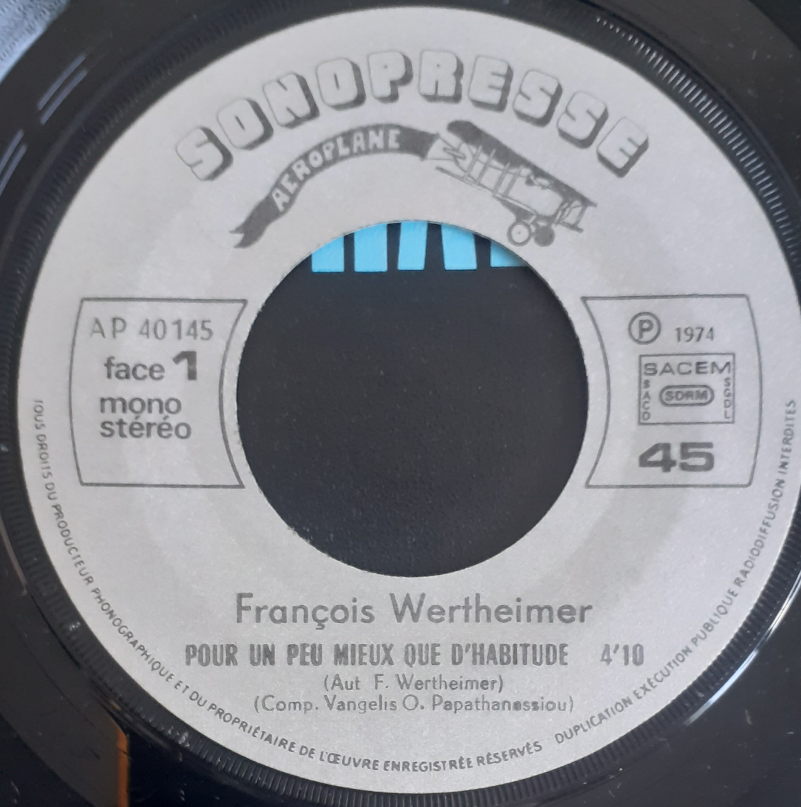 SONOPRESSE
AEROPLANE
AP 40145
face 1
mono
stéréo
Ⓟ 1974
SACEM
SACD
SDRM
SGDL
45
François Wertheimer
POUR UN PEU MIEUX QUE D'HABITUDE 4'10
(Aut F. Wertheimer)
(Comp. Vangelis O. Papathanassiou)
TOUS DROITS DU PRODUCTEUR PHONOGRAPHIQUE ET DU PROPRIÉTAIRE DE L'ŒUVRE ENREGISTRÉE RÉSERVÉS DUPLICATION EXÉCUTION PUBLIQUE RADIODIFFUSION INTERDITES